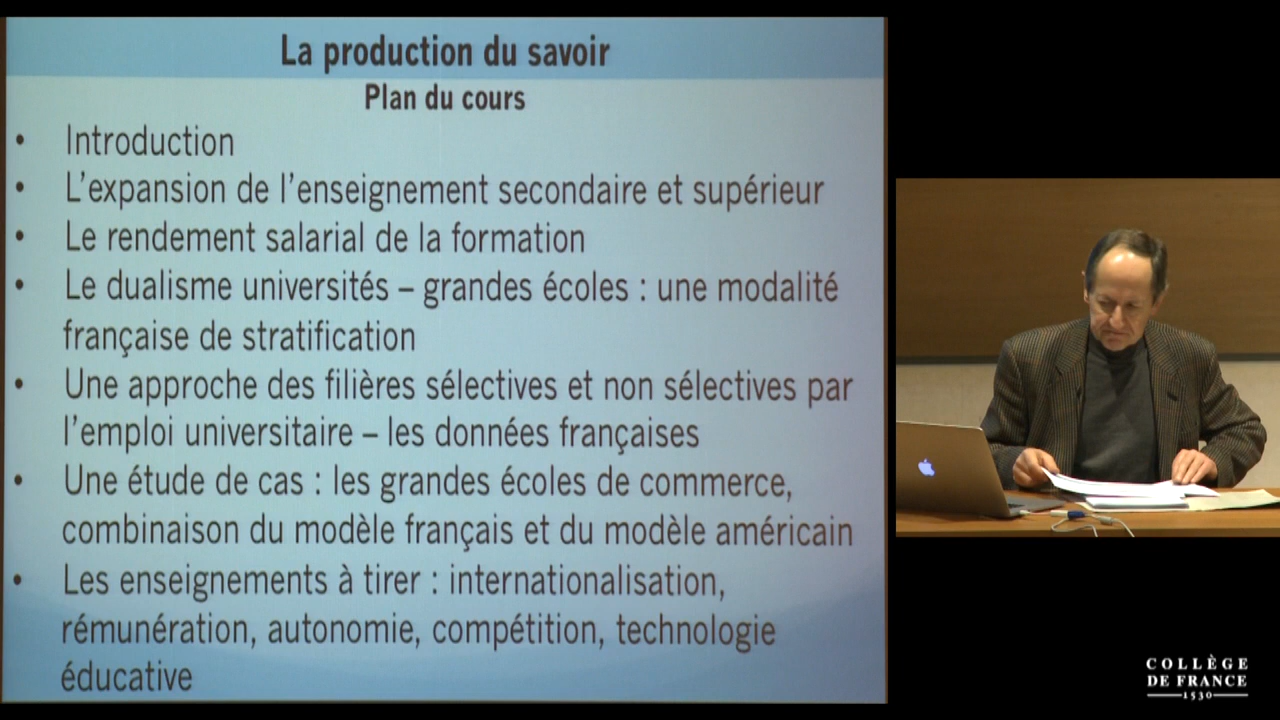 La production du savoir
Plan du cours
• Introduction
• L'expansion de l'enseignement secondaire et supérieur
• Le rendement salarial de la formation
• Le dualisme universités – grandes écoles : une modalité
française de stratification
• Une approche des filières sélectives et non sélectives par
l'emploi universitaire – les données françaises
• Une étude de cas : les grandes écoles de commerce,
combinaison du modèle français et du modèle américain
• Les enseignements à tirer : internationalisation,
rémunération, autonomie, compétition, technologie
éducative
COLLÈGE
DE FRANCE
1530